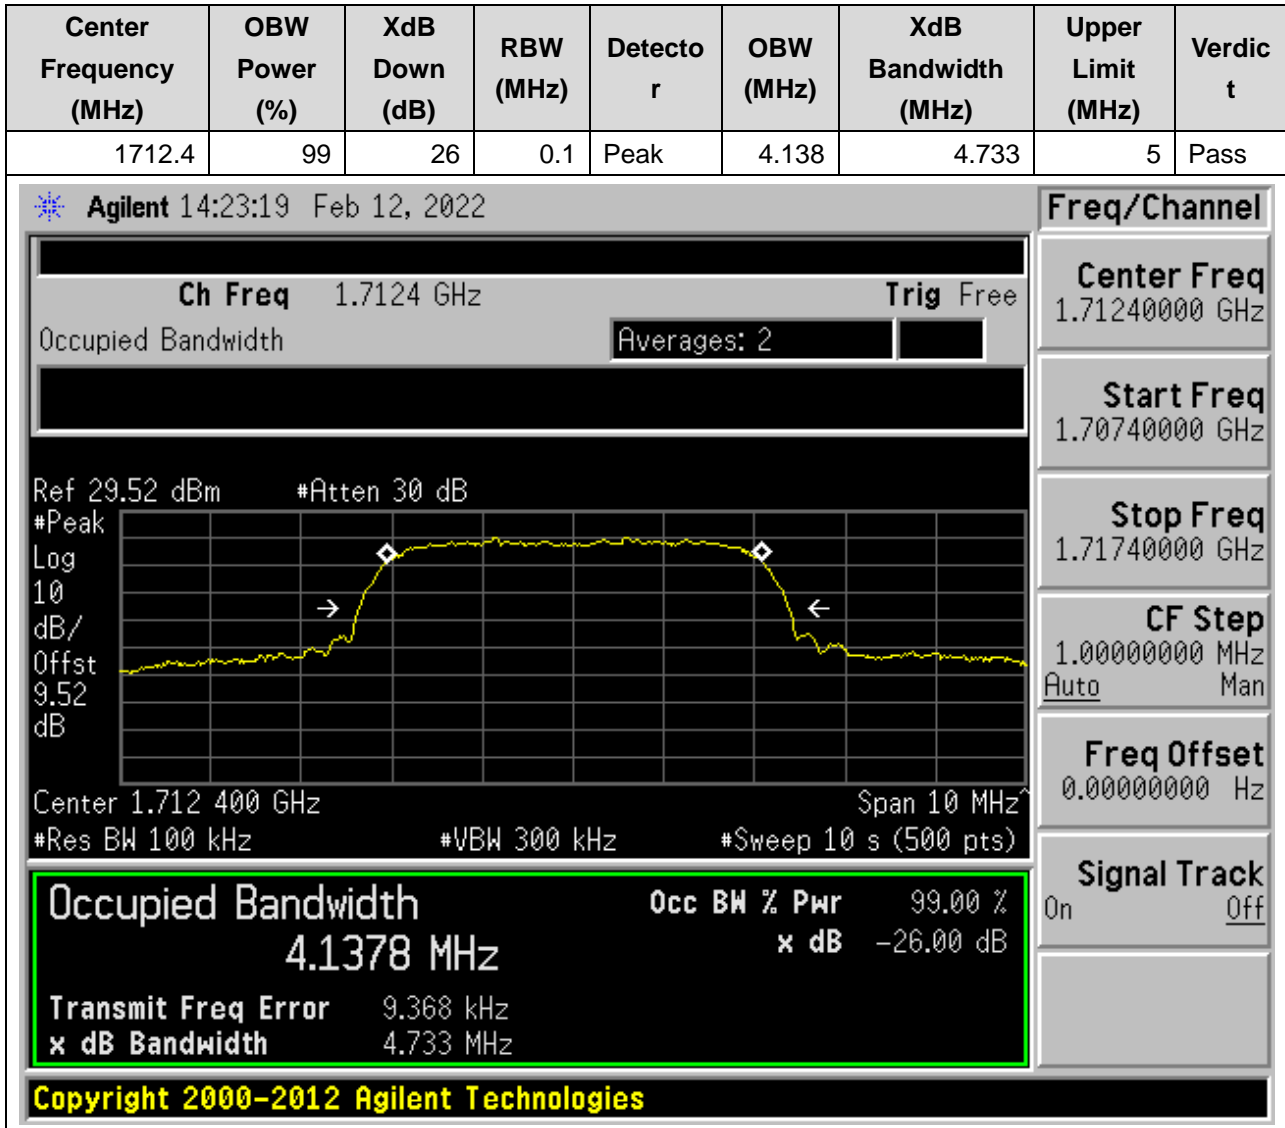 Center Frequency (MHz) OBW Power (%) XdB Down (dB) RBW (MHz) Detector OBW (MHz) XdB Bandwidth (MHz) Upper Limit (MHz) Verdict
1712.4 99 26 0.1 Peak 4.138 4.733 5 Pass
Agilent 14:23:19 Feb 12, 2022
Ch Freq 1.7124 GHz Trig Free
Occupied Bandwidth Averages: 2
Ref 29.52 dBm #Atten 30 dB
#Peak
Log
10
dB/
Offst
9.52
dB
Center 1.712 400 GHz Span 10 MHz^
#Res BW 100 kHz #VBW 300 kHz #Sweep 10 s (500 pts)
Occupied Bandwidth Occ BW % Pwr 99.00 %
4.1378 MHz x dB -26.00 dB
Transmit Freq Error 9.368 kHz
x dB Bandwidth 4.733 MHz
Copyright 2000-2012 Agilent Technologies
Freq/Channel
Center Freq
1.71240000 GHz
Start Freq
1.70740000 GHz
Stop Freq
1.71740000 GHz
CF Step
1.00000000 MHz
Auto Man
Freq Offset
0.00000000 Hz
Signal Track
On Off